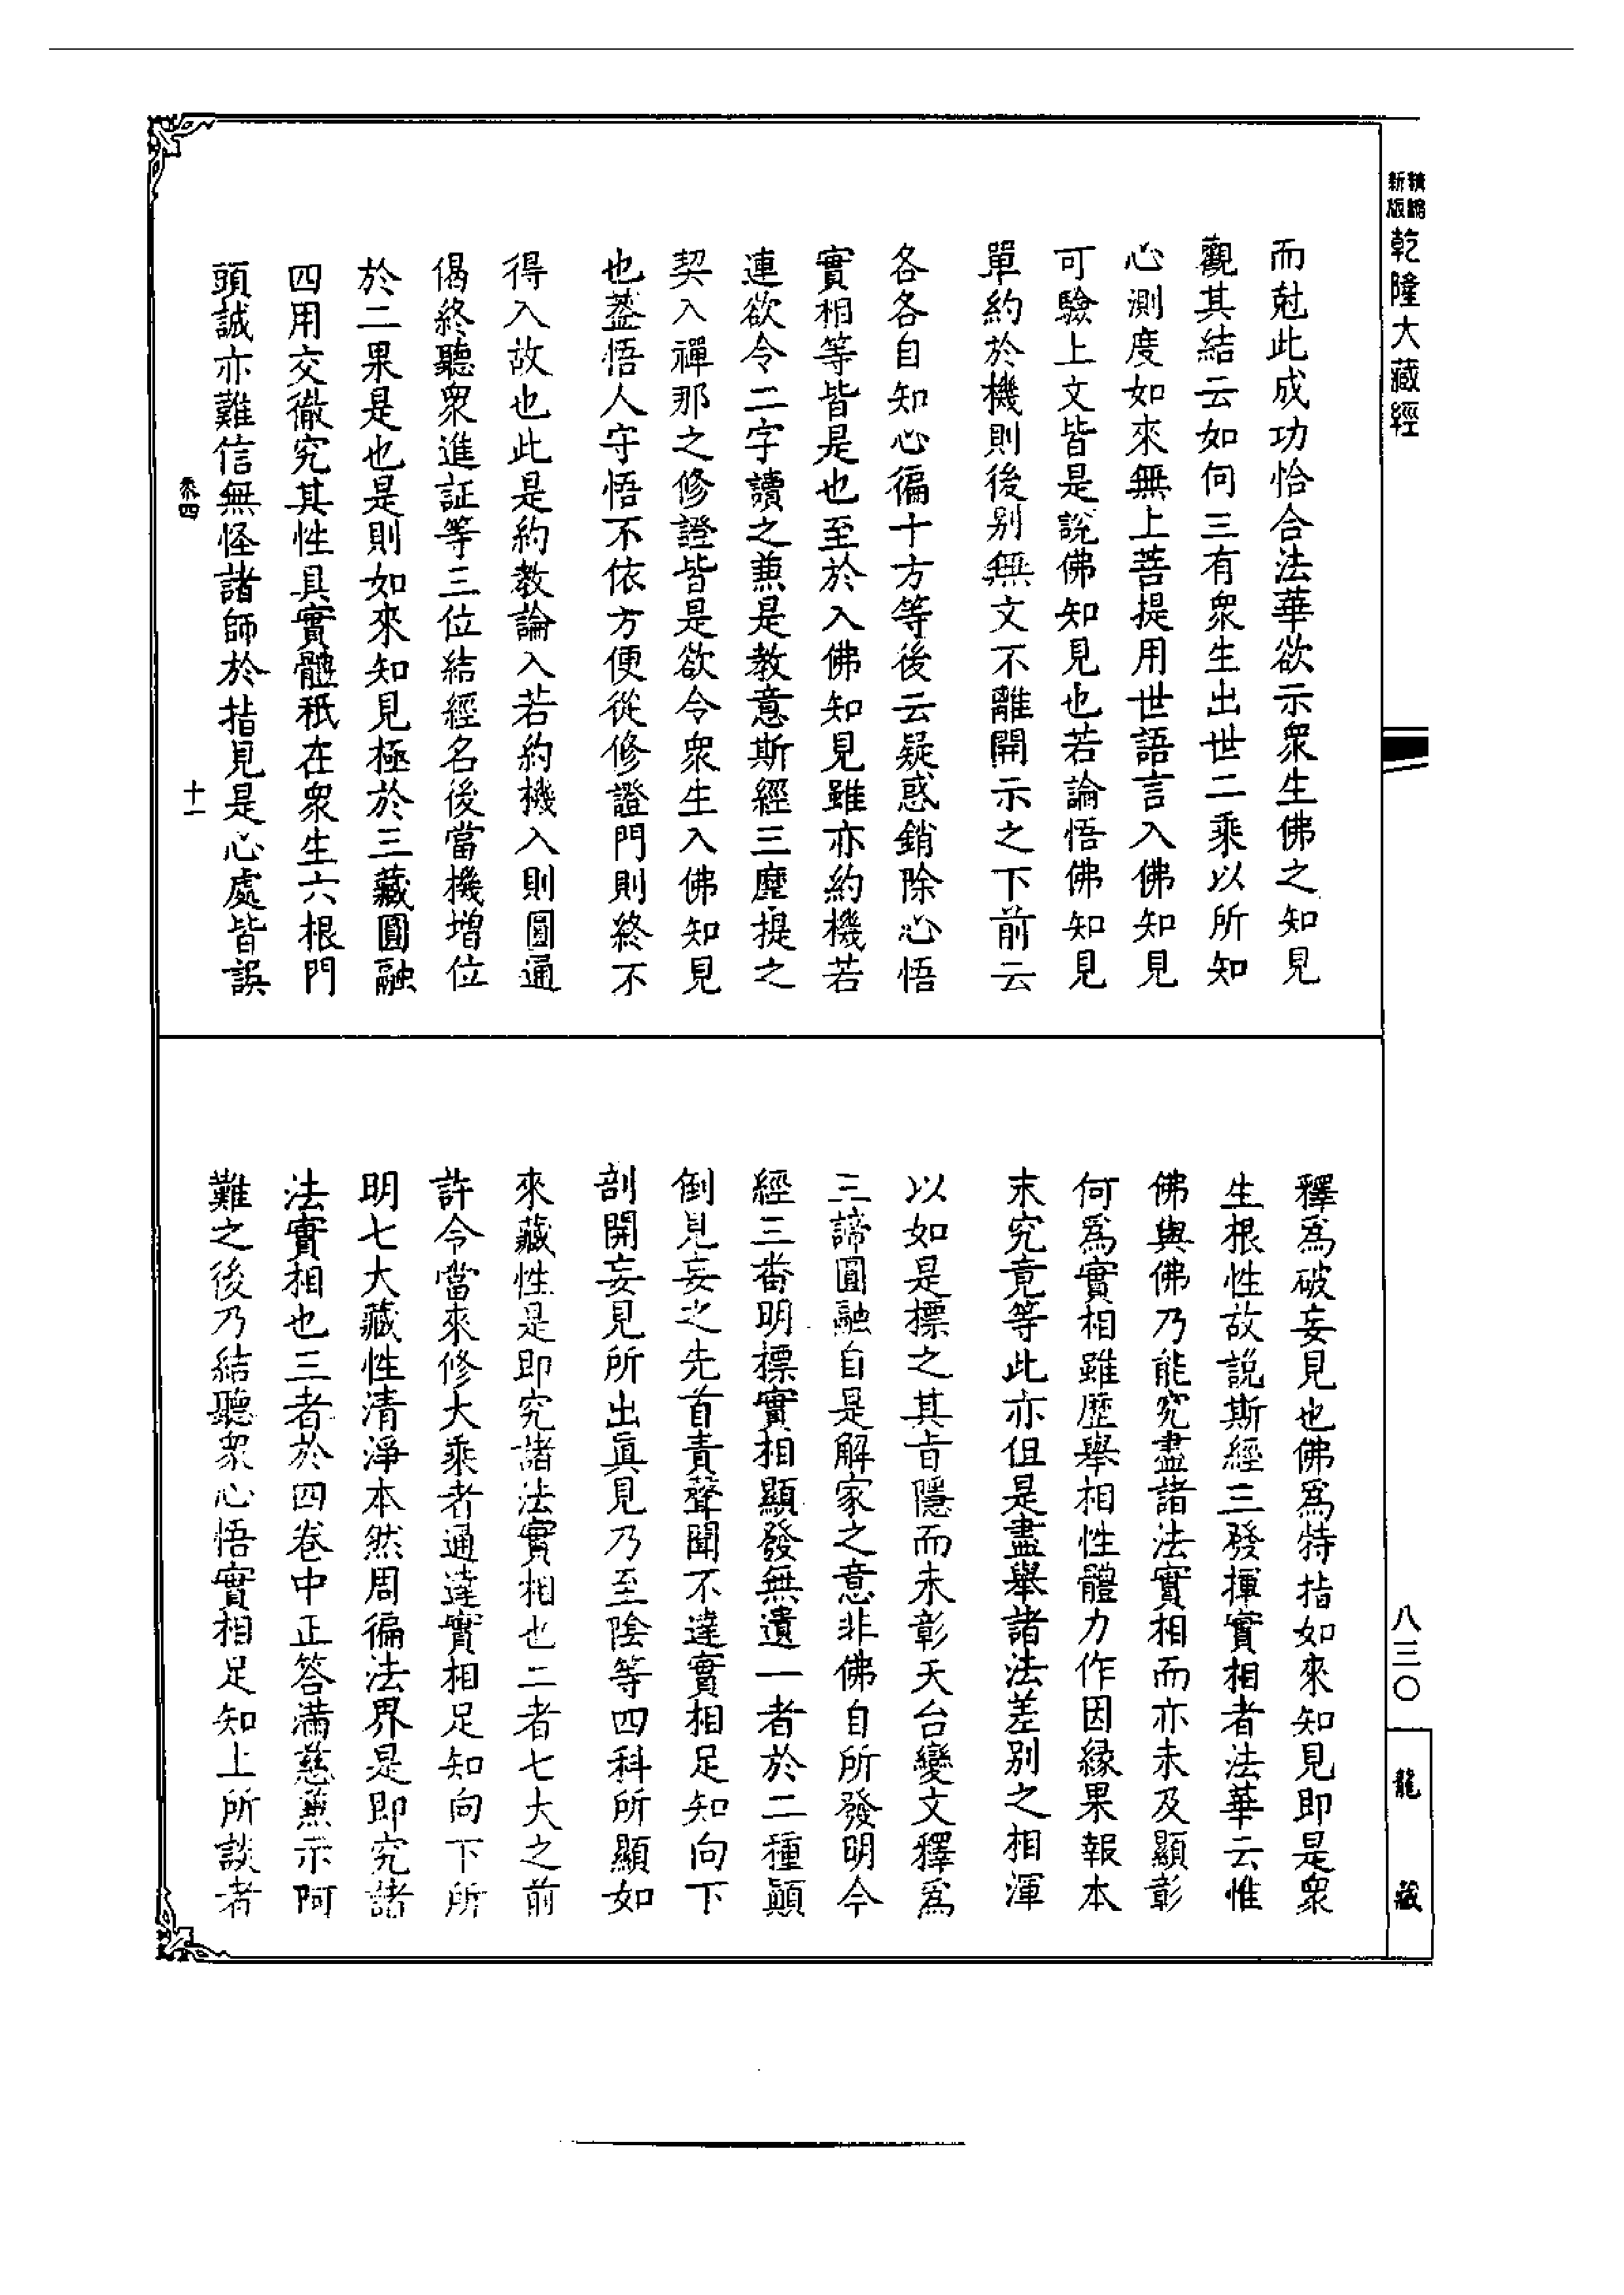 新版精縮乾隆大藏經
而尅此成功恰合法華欲示衆生佛之知見
觀其結云如何三有衆生出世二乘以所知
心測度如來無上菩提用世語言入佛知見
可驗上文皆是說佛知見也若論悟佛知見
單約於機則後别無文不離開示之下前云
各各自知心徧十方等後云疑惑銷除心悟
實相等皆是也至於入佛知見雖亦約機若
連欲令二字讀之兼是教意斯經三摩提之
契入禪那之修證皆是欲令衆生入佛知見
也葢悟人守悟不依方便從修證門則終不
得入故也此是約教論入若約機入則圓通
偈終聽衆進証等三位結經名後當機增位
於二果是也是則如來知見極於三藏圓融
四用交徹究其性具實體秖在衆生六根門
頭誠亦難信無怪諸師於指見是心處皆誤
十一
釋爲破妄見也佛爲特指如來知見即是衆
生根性故說斯經三發揮實相者法華云惟
佛與佛乃能究盡諸法實相而亦未及顯彰
何爲實相雖歷舉相性體力作因緣果報本
末究竟等此亦但是盡舉諸法差别之相渾
以如是標之其㫖隱而未彰天台變文釋爲
三諦圓融自是解家之意非佛自所發明今
經三番明標實相顯發無遺一者於二種顚
倒見妄之先首責聲聞不達實相足知向下
剖開妄見所出眞見乃至陰等四科所顯如
來藏性是即究諸法實相也二者七大之前
許令當來修大乘者通達實相足知向下所
明七大藏性清淨本然周徧法界是即究諸
法實相也三者於四卷中正答滿慈兼示阿
難之後乃結聽衆心悟實相足知上所談者
八三〇
龍藏